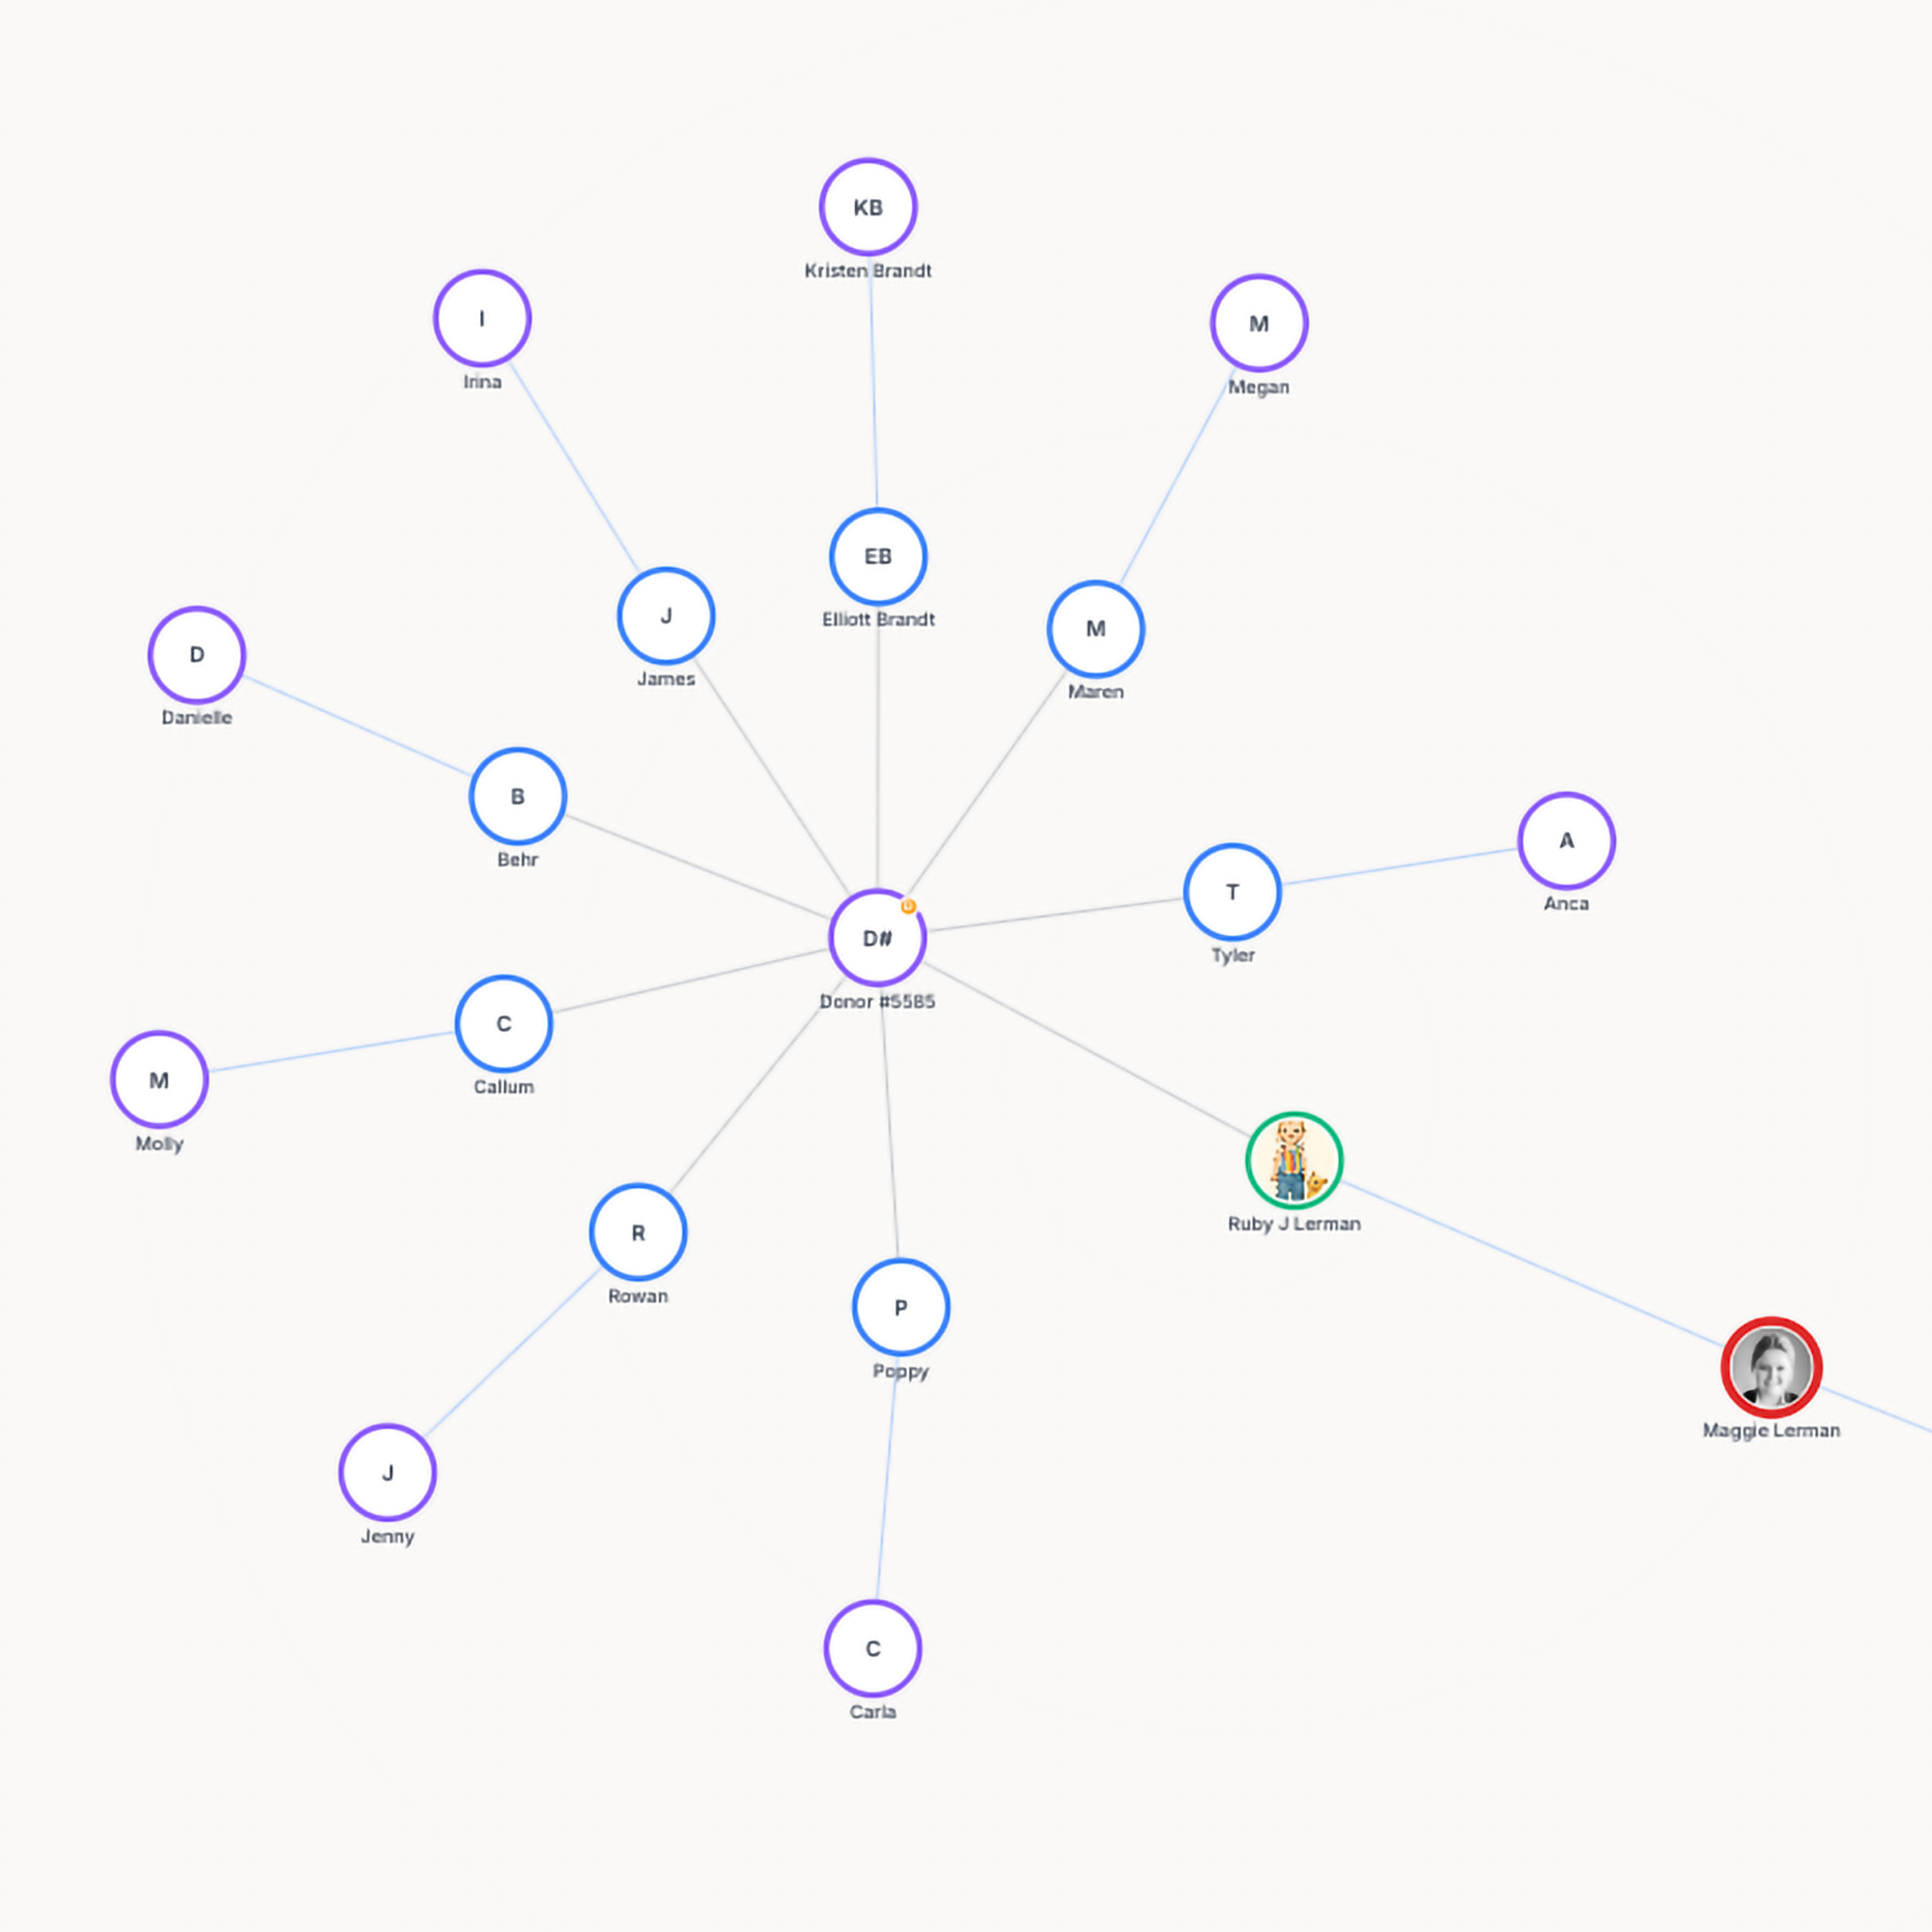 KB
Kristen Brandt
I
Irina
M
Megan
EB
Elliott Brandt
J
James
M
Maren
D
Danielle
B
Behr
A
Anca
T
Tyler
D#
Donor #5585
C
Callum
M
Molly
Ruby J Lerman
R
Rowan
P
Poppy
Maggie Lerman
J
Jenny
C
Carla